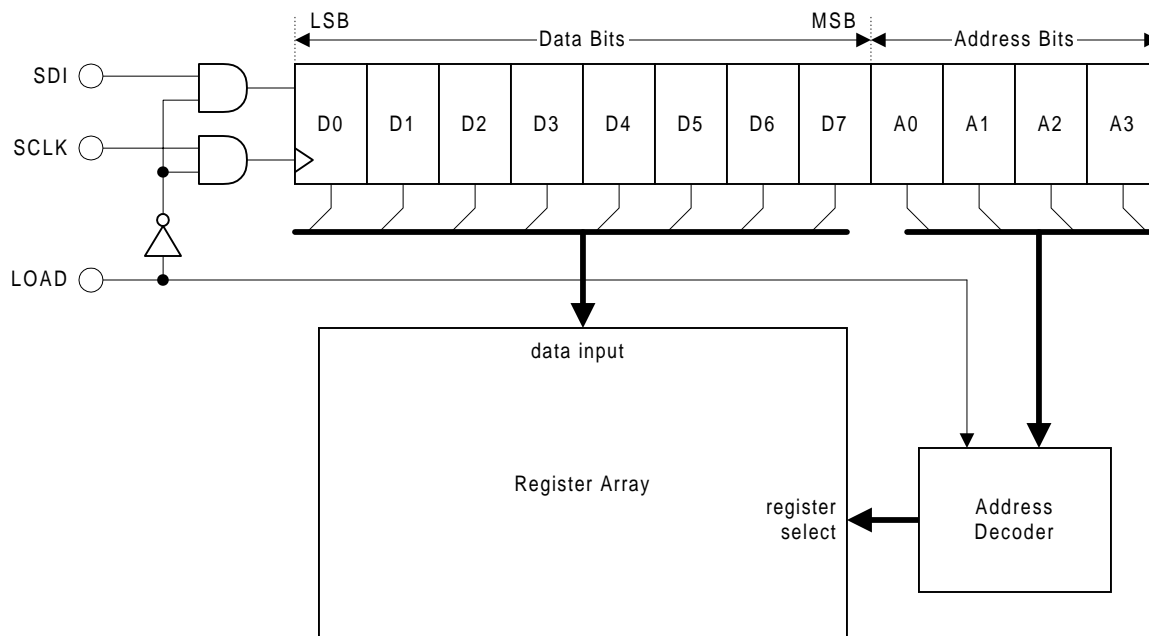 LSB MSB
Data Bits Address Bits
SDI
D0 D1 D2 D3 D4 D5 D6 D7 A0 A1 A2 A3
SCLK
LOAD
data input
Register Array
register
select
Address
Decoder